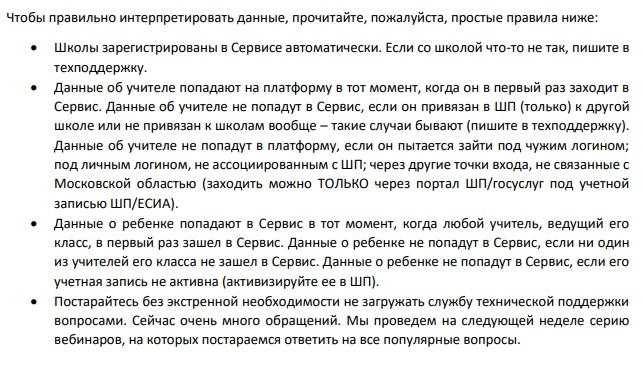 Чтобы правильно интерпретировать данные, прочитайте, пожалуйста, простые правила ниже:
• Школы зарегистрированы в Сервисе автоматически. Если со школой что-то не так, пишите в
техподдержку.
• Данные об учителе попадают на платформу в тот момент, когда он в первый раз заходит в
Сервис. Данные об учителе не попадут в Сервис, если он привязан в ШП (только) к другой
школе или не привязан к школам вообще – такие случаи бывают (пишите в техподдержку).
Данные об учителе не попадут в платформу, если он пытается зайти под чужим логином;
под личным логином, не ассоциированным с ШП; через другие точки входа, не связанные с
Московской областью (заходить можно ТОЛЬКО через портал ШП/госуслуг под учетной
записью ШП/ЕСИА).
• Данные о ребенке попадают в Сервис в тот момент, когда любой учитель, ведущий его
класс, в первый раз зашел в Сервис. Данные о ребенке не попадут в Сервис, если ни один
из учителей его класса не зашел в Сервис. Данные о ребенке не попадут в Сервис, если его
учетная запись не активна (активизируйте ее в ШП).
• Постарайтесь без экстренной необходимости не загружать службу технической поддержки
вопросами. Сейчас очень много обращений. Мы проведем на следующей неделе серию
вебинаров, на которых постараемся ответить на все популярные вопросы.